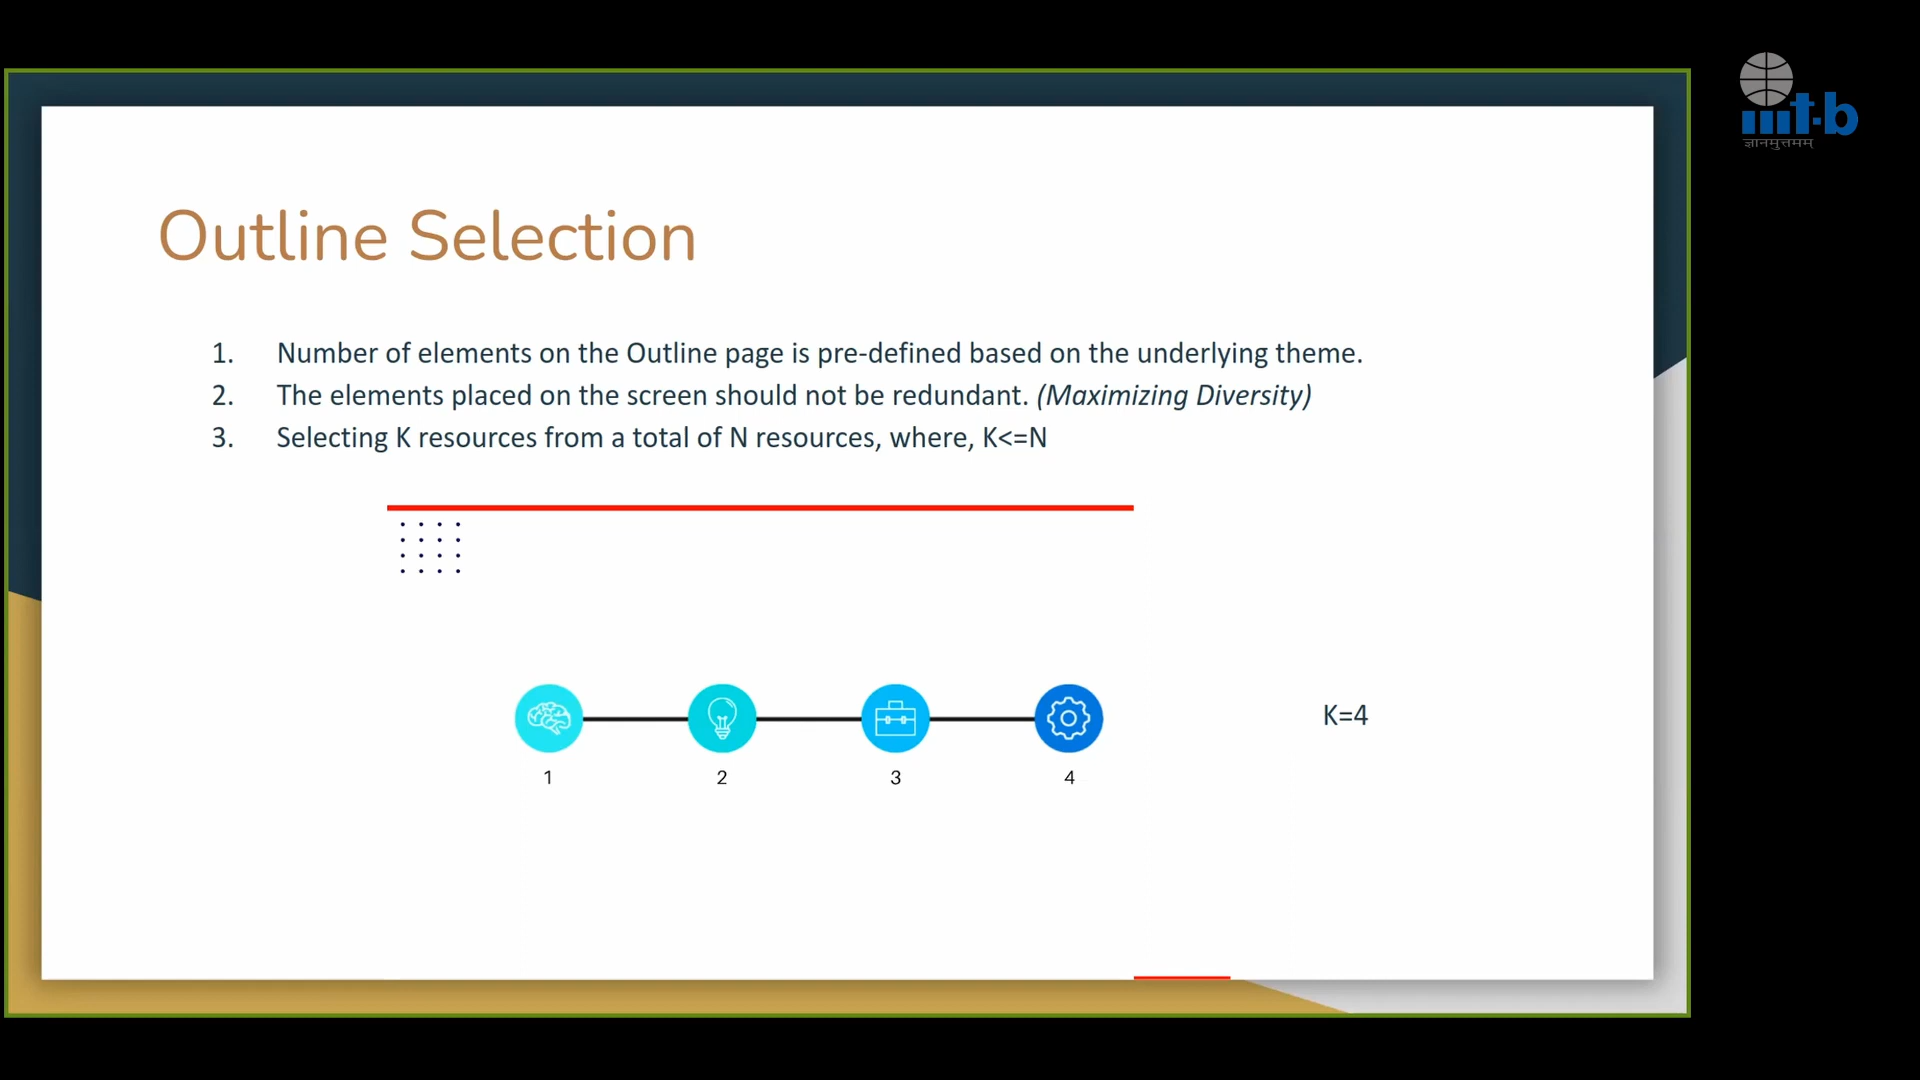 iiit-b
ज्ञानमुत्तमम्
Outline Selection
1. Number of elements on the Outline page is pre-defined based on the underlying theme.
2. The elements placed on the screen should not be redundant. (Maximizing Diversity)
3. Selecting K resources from a total of N resources, where, K<=N
K=4
1 2 3 4